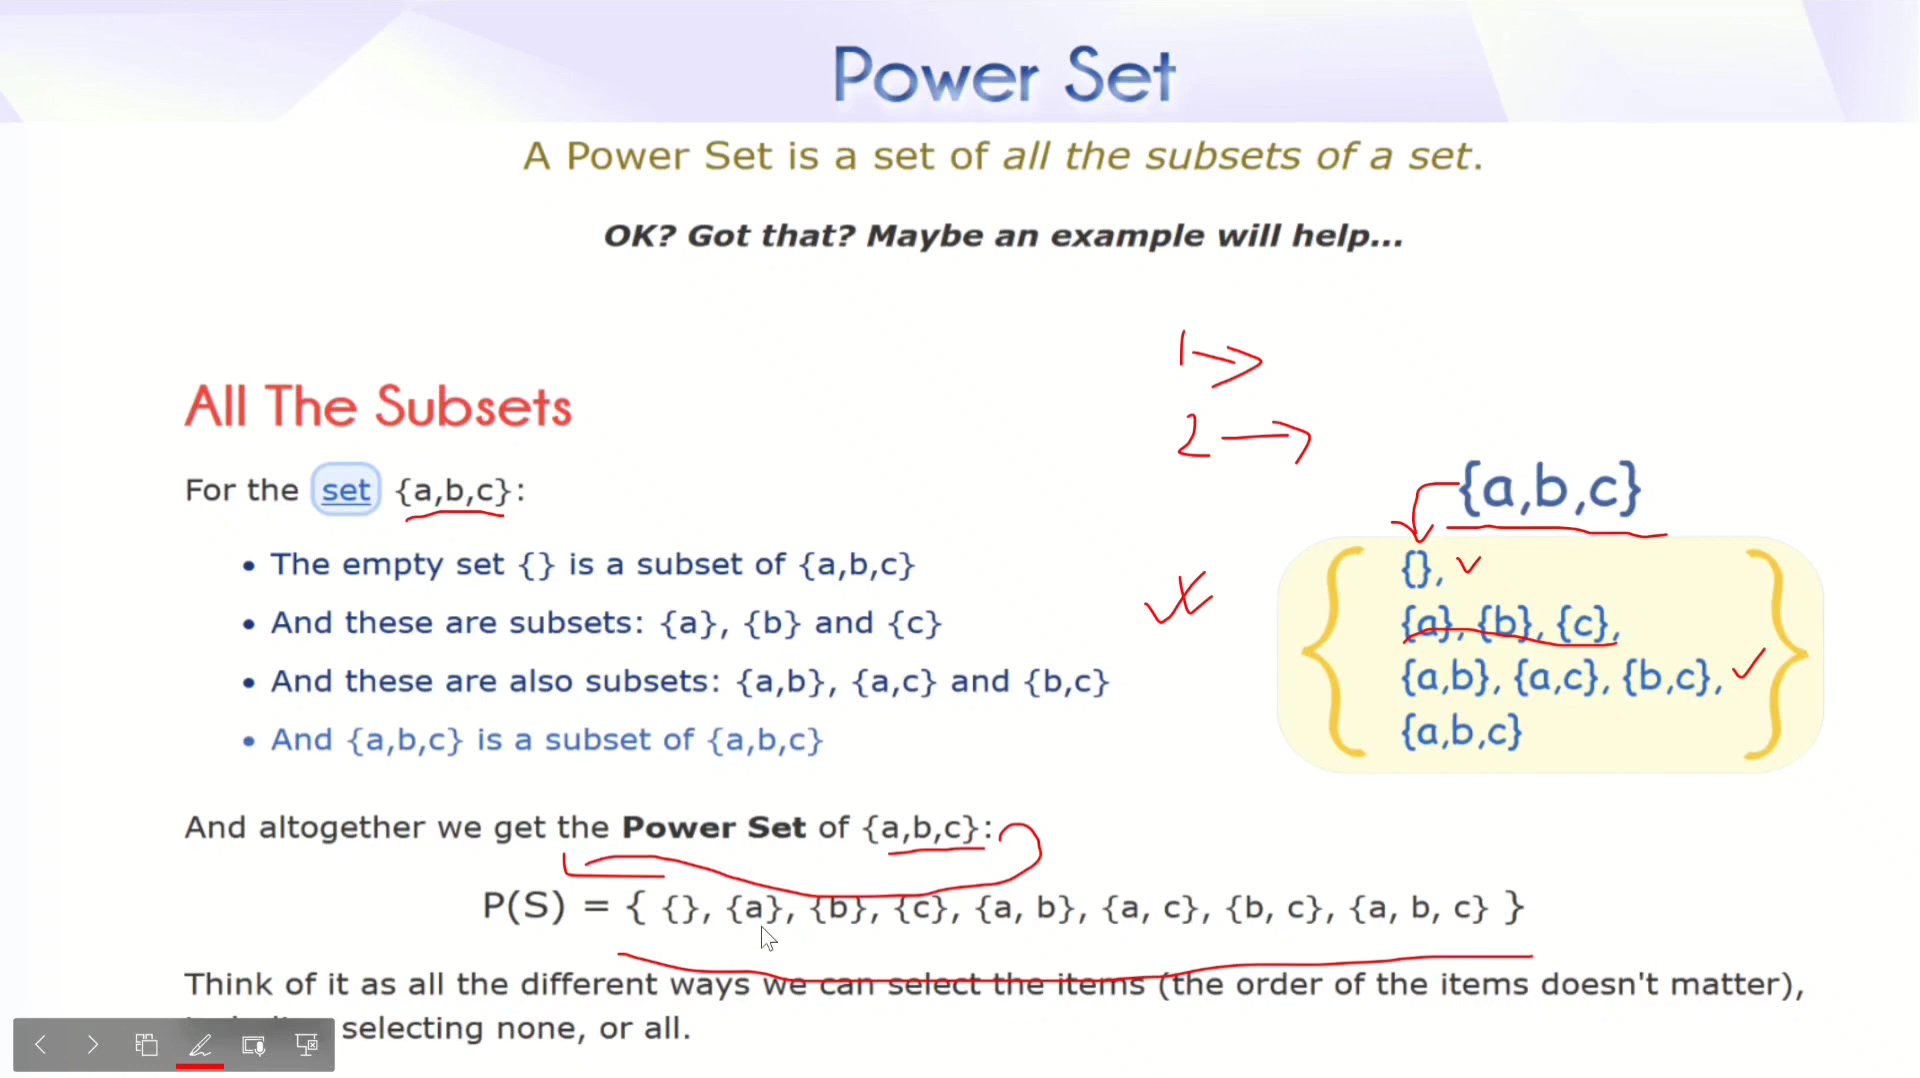 Power Set
A Power Set is a set of all the subsets of a set.
OK? Got that? Maybe an example will help...
1
2
All The Subsets
For the set {a,b,c}:
• The empty set {} is a subset of {a,b,c}
• And these are subsets: {a}, {b} and {c}
• And these are also subsets: {a,b}, {a,c} and {b,c}
• And {a,b,c} is a subset of {a,b,c}
{a,b,c}
{ {},
{a}, {b}, {c},
{a,b}, {a,c}, {b,c},
{a,b,c} }
And altogether we get the Power Set of {a,b,c}:
P(S) = { {}, {a}, {b}, {c}, {a, b}, {a, c}, {b, c}, {a, b, c} }
Think of it as all the different ways we can select the items (the order of the items doesn't matter),
selecting none, or all.